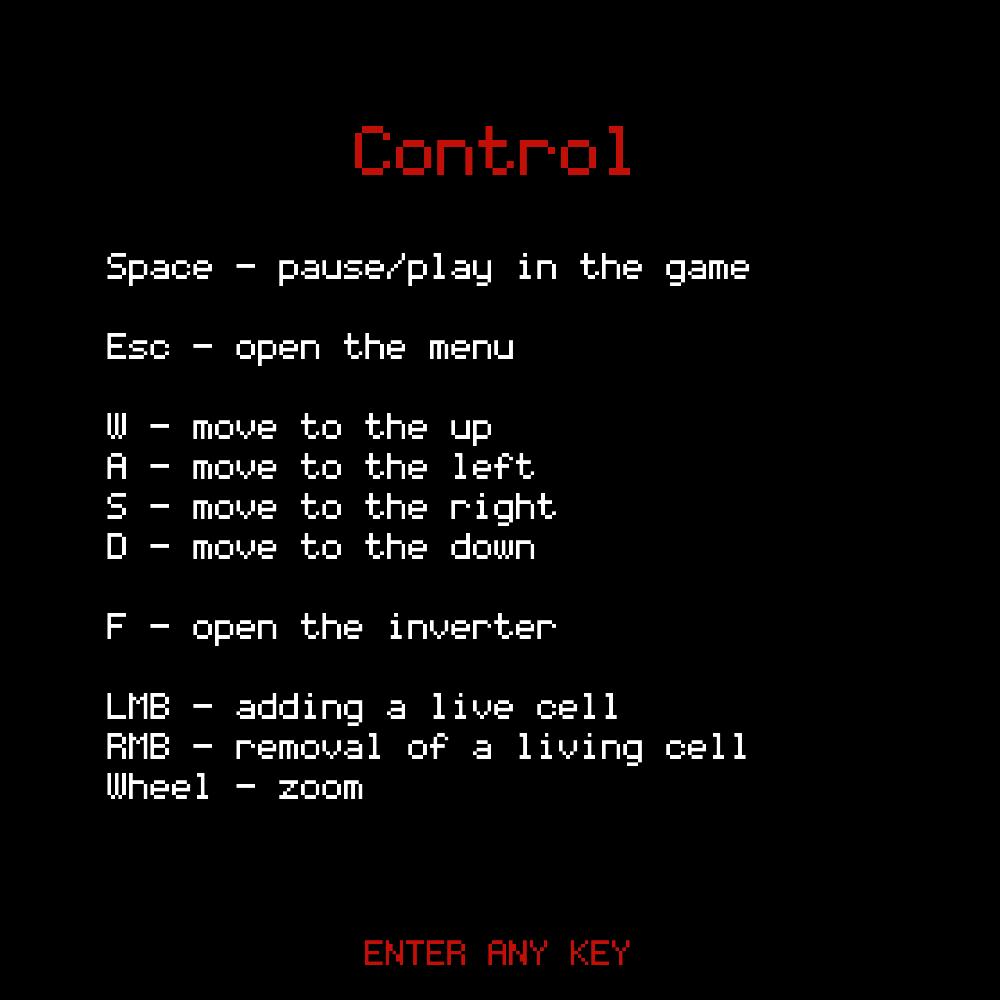 Control
Space - pause/play in the game
Esc - open the menu
W - move to the up
A - move to the left
S - move to the right
D - move to the down
F - open the inverter
LMB - adding a live cell
RMB - removal of a living cell
Wheel - zoom
ENTER ANY KEY